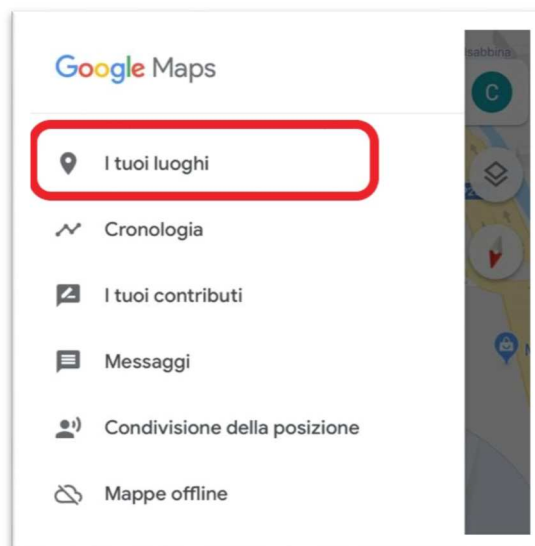 Google Maps
C
I tuoi luoghi
Cronologia
I tuoi contributi
Messaggi
Condivisione della posizione
Mappe offline